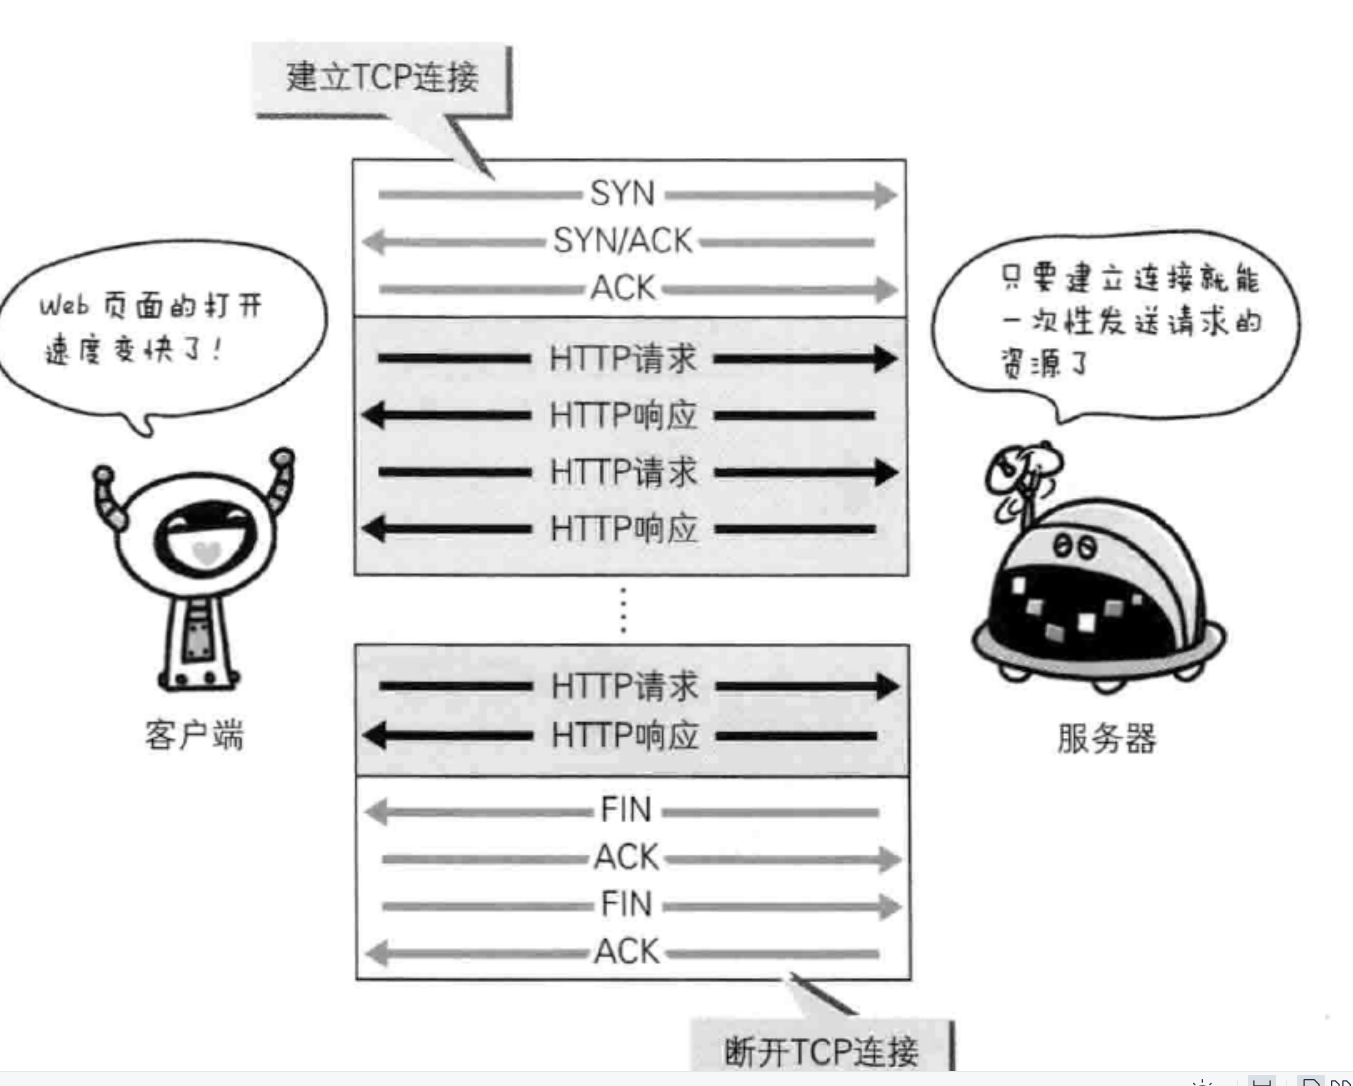 建立TCP连接
SYN
SYN/ACK
ACK
Web 页面的打开
速度变快了!
只要建立连接就能
一次性发送请求的
资源了
HTTP请求
HTTP响应
HTTP请求
HTTP响应
HTTP请求
HTTP响应
客户端
服务器
FIN
ACK
FIN
ACK
断开TCP连接